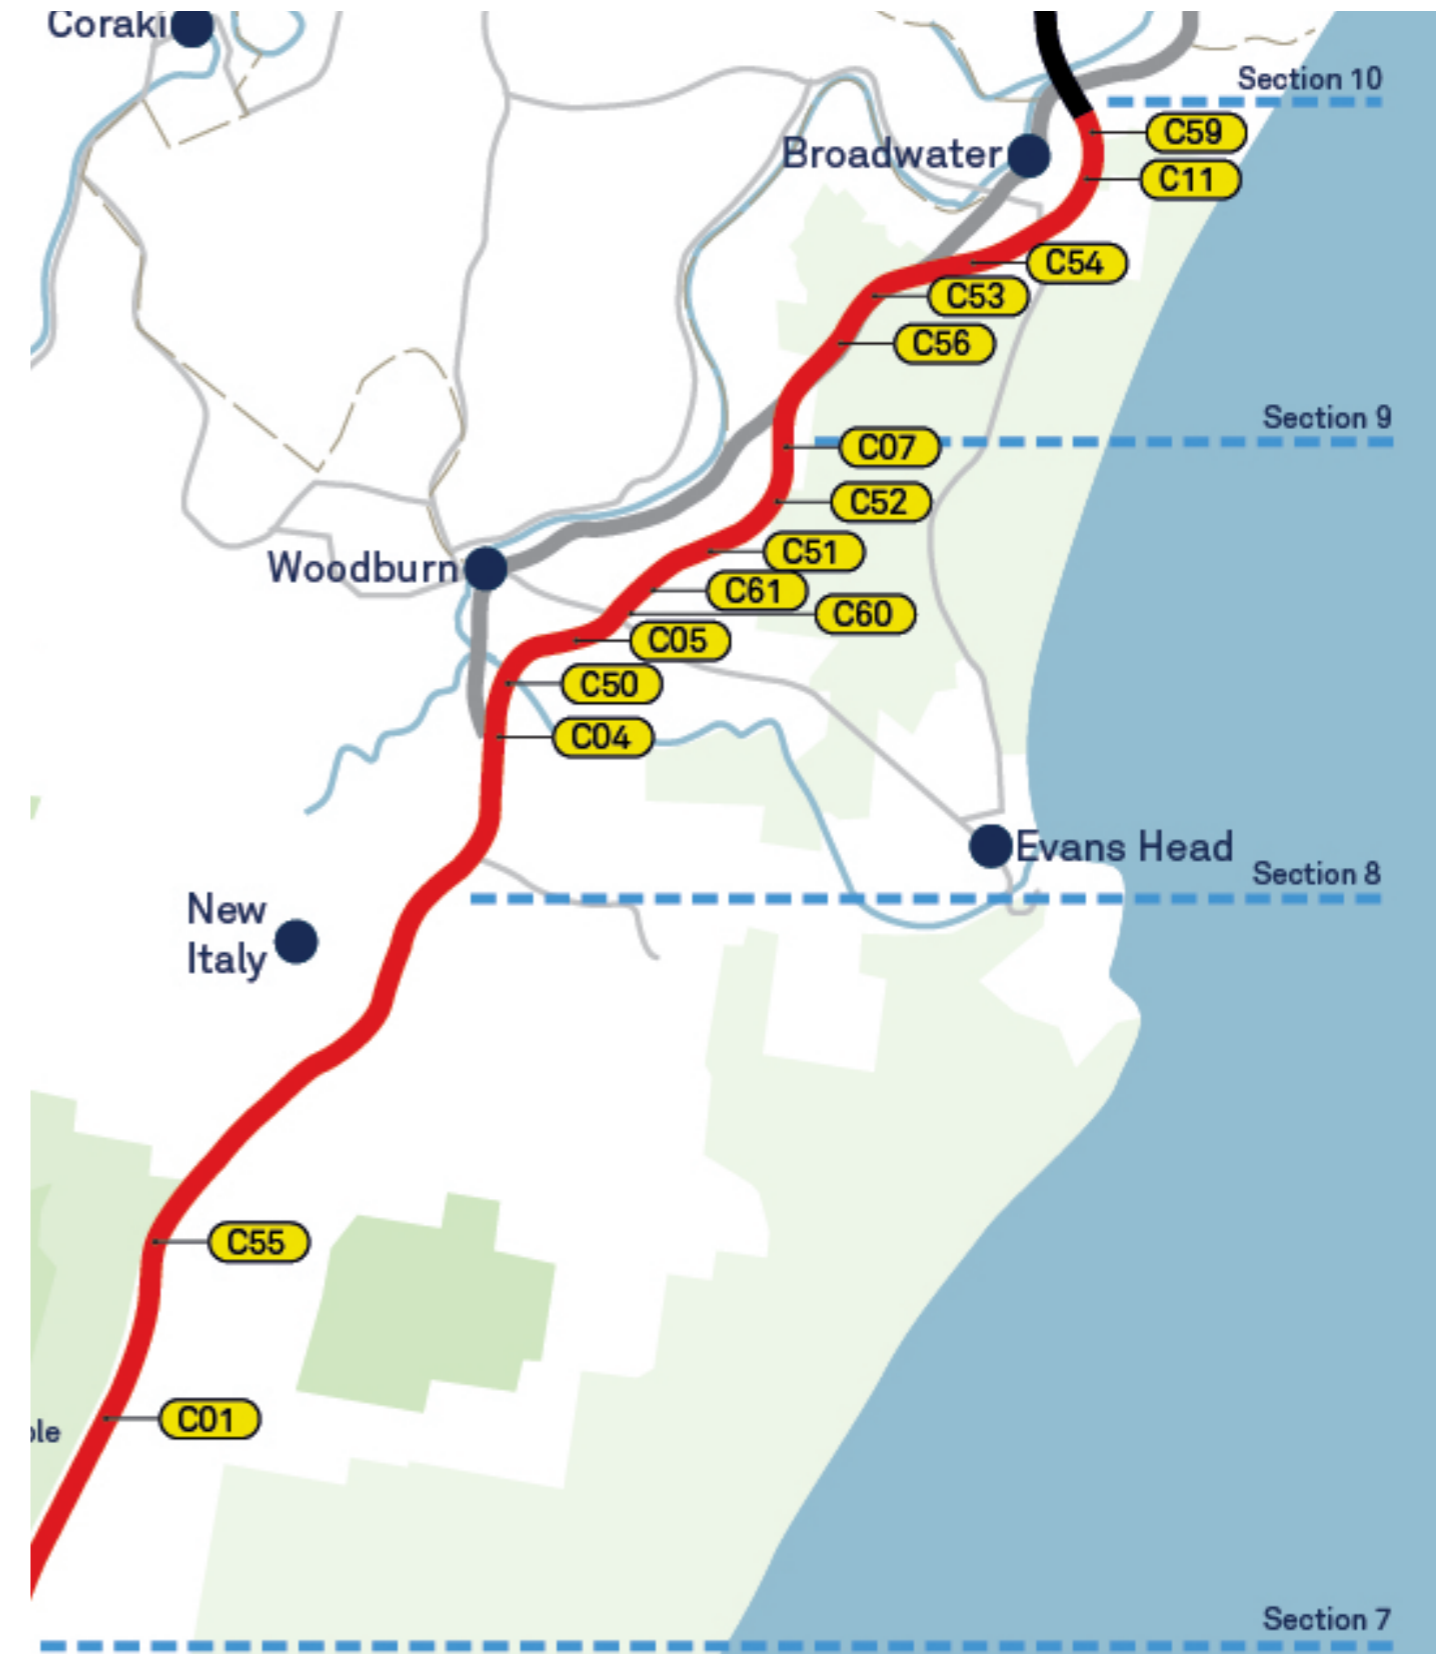 Coraki
Section 10
C59
Broadwater
C11
C54
C53
C56
Section 9
C07
C52
C51
Woodburn
C61
C60
C05
C50
C04
Evans Head
Section 8
New
Italy
C55
C01
ole
Section 7